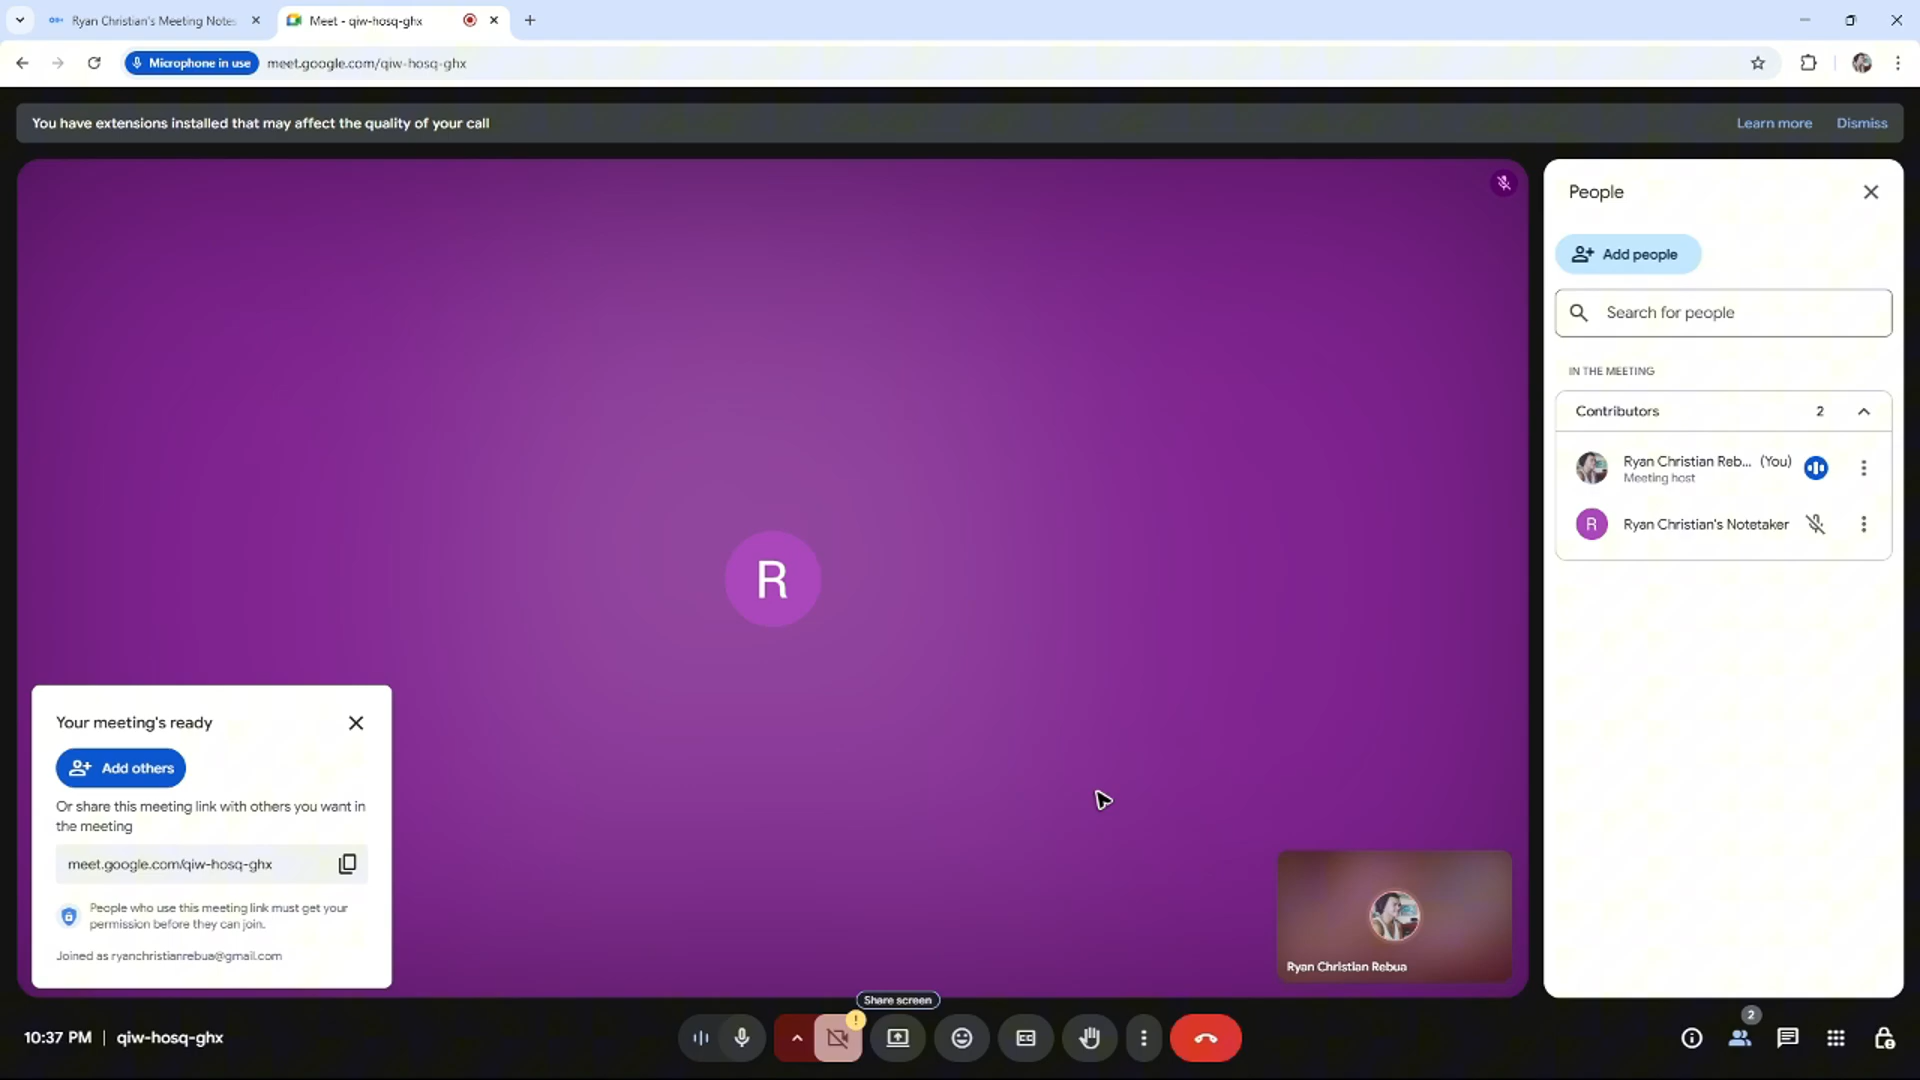 Ryan Christian's Meeting Notes
Meet - qiw-hosq-ghx
Microphone in use
meet.google.com/qiw-hosq-ghx
You have extensions installed that may affect the quality of your call
Learn more
Dismiss
People
Add people
Search for people
IN THE MEETING
Contributors 2
Ryan Christian Reb... (You)
Meeting host
R
Ryan Christian's Notetaker
R
Your meeting's ready
Add others
Or share this meeting link with others you want in
the meeting
meet.google.com/qiw-hosq-ghx
People who use this meeting link must get your
permission before they can join.
Joined as ryanchristianrebua@gmail.com
Ryan Christian Rebua
Share screen
!
CC
2
10:37 PM | qiw-hosq-ghx